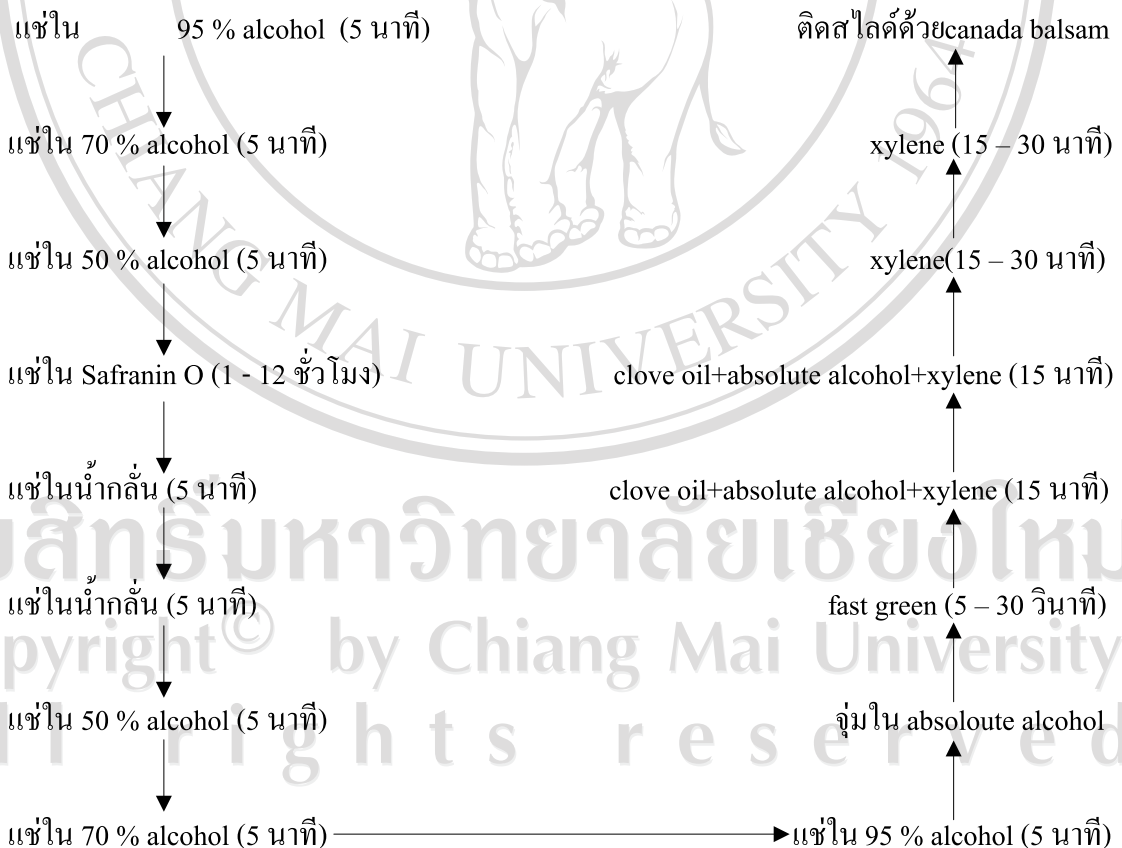 แช่ใน 95 % alcohol (5 นาที)
แช่ใน 70 % alcohol (5 นาที)
แช่ใน 50 % alcohol (5 นาที)
แช่ใน Safranin O (1 - 12 ชั่วโมง)
แช่ในน้ำกลั่น (5 นาที)
แช่ในน้ำกลั่น (5 นาที)
แช่ใน 50 % alcohol (5 นาที)
แช่ใน 70 % alcohol (5 นาที)
แช่ใน 95 % alcohol (5 นาที)
จุ่มใน absoloute alcohol
fast green (5 – 30 วินาที)
clove oil+absolute alcohol+xylene (15 นาที)
clove oil+absolute alcohol+xylene (15 นาที)
xylene(15 – 30 นาที)
xylene (15 – 30 นาที)
ติดสไลด์ด้วยcanada balsam
CHIANG MAI UNIVERSITY 1964
มหาวิทยาลัยเชียงใหม
by Chiang Mai University
rights reserved